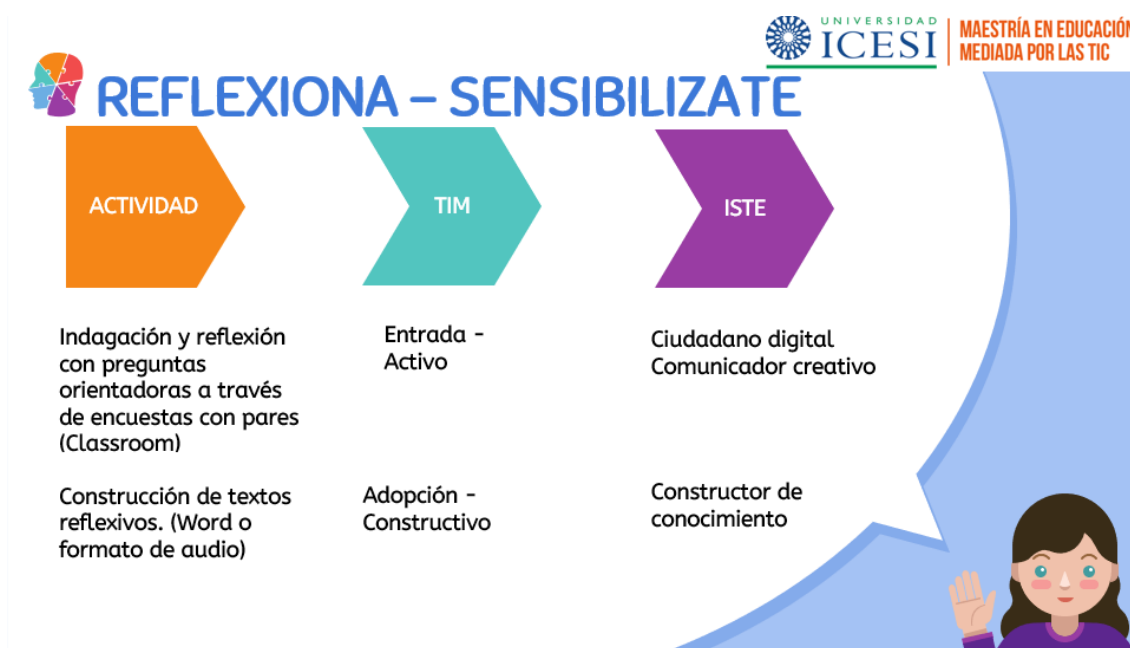 UNIVERSIDAD
ICESI
MAESTRÍA EN EDUCACIÓN
MEDIADA POR LAS TIC
REFLEXIONA – SENSIBILIZATE
ACTIVIDAD
TIM
ISTE
Indagación y reflexión
con preguntas
orientadoras a través
de encuestas con pares
(Classroom)
Entrada -
Activo
Ciudadano digital
Comunicador creativo
Construcción de textos
reflexivos. (Word o
formato de audio)
Adopción -
Constructivo
Constructor de
conocimiento